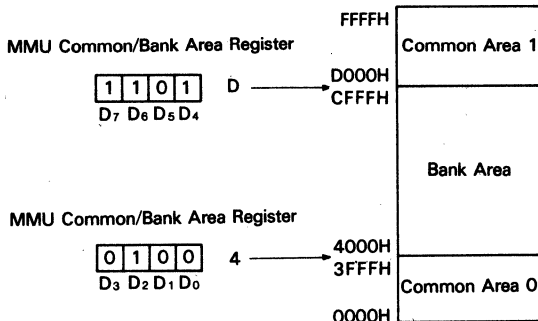 FFFFH
Common Area 1
MMU Common/Bank Area Register
1 1 0 1 D
D7 D6 D5 D4
D000H
CFFFH
Bank Area
MMU Common/Bank Area Register
0 1 0 0 4
D3 D2 D1 D0
4000H
3FFFH
Common Area 0
0000H